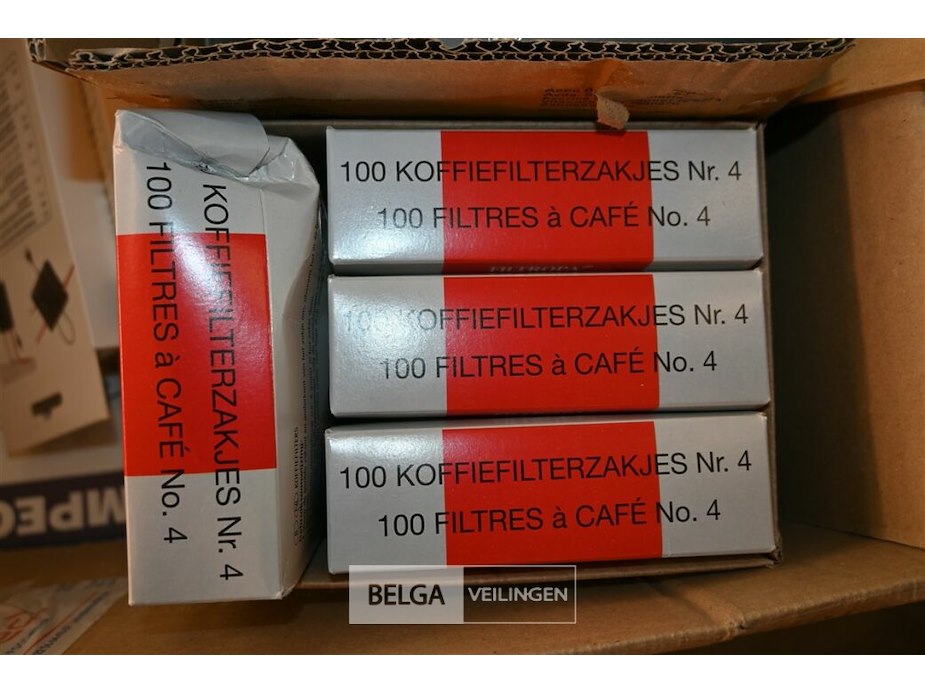 100 KOFFIEFILTERZAKJES Nr. 4
100 FILTRES à CAFÉ No. 4
100 KOFFIEFILTERZAKJES Nr. 4
100 FILTRES à CAFÉ No. 4
100 KOFFIEFILTERZAKJES Nr. 4
100 FILTRES à CAFÉ No. 4
KOFFIEFILTERZAKJES Nr. 4
100 FILTRES à CAFÉ No. 4
MPEG
BELGA VEILINGEN